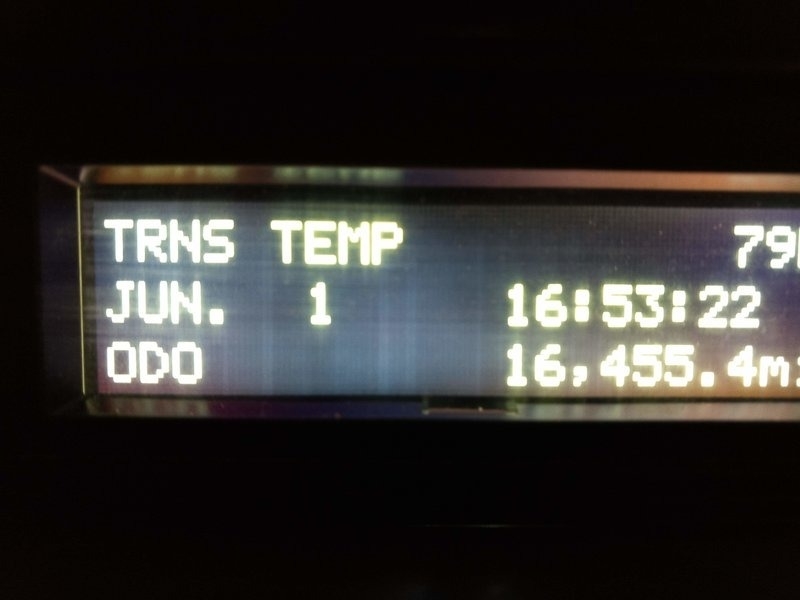 TRNS TEMP 79
JUN. 1 16:53:22
ODO 16,455.4m